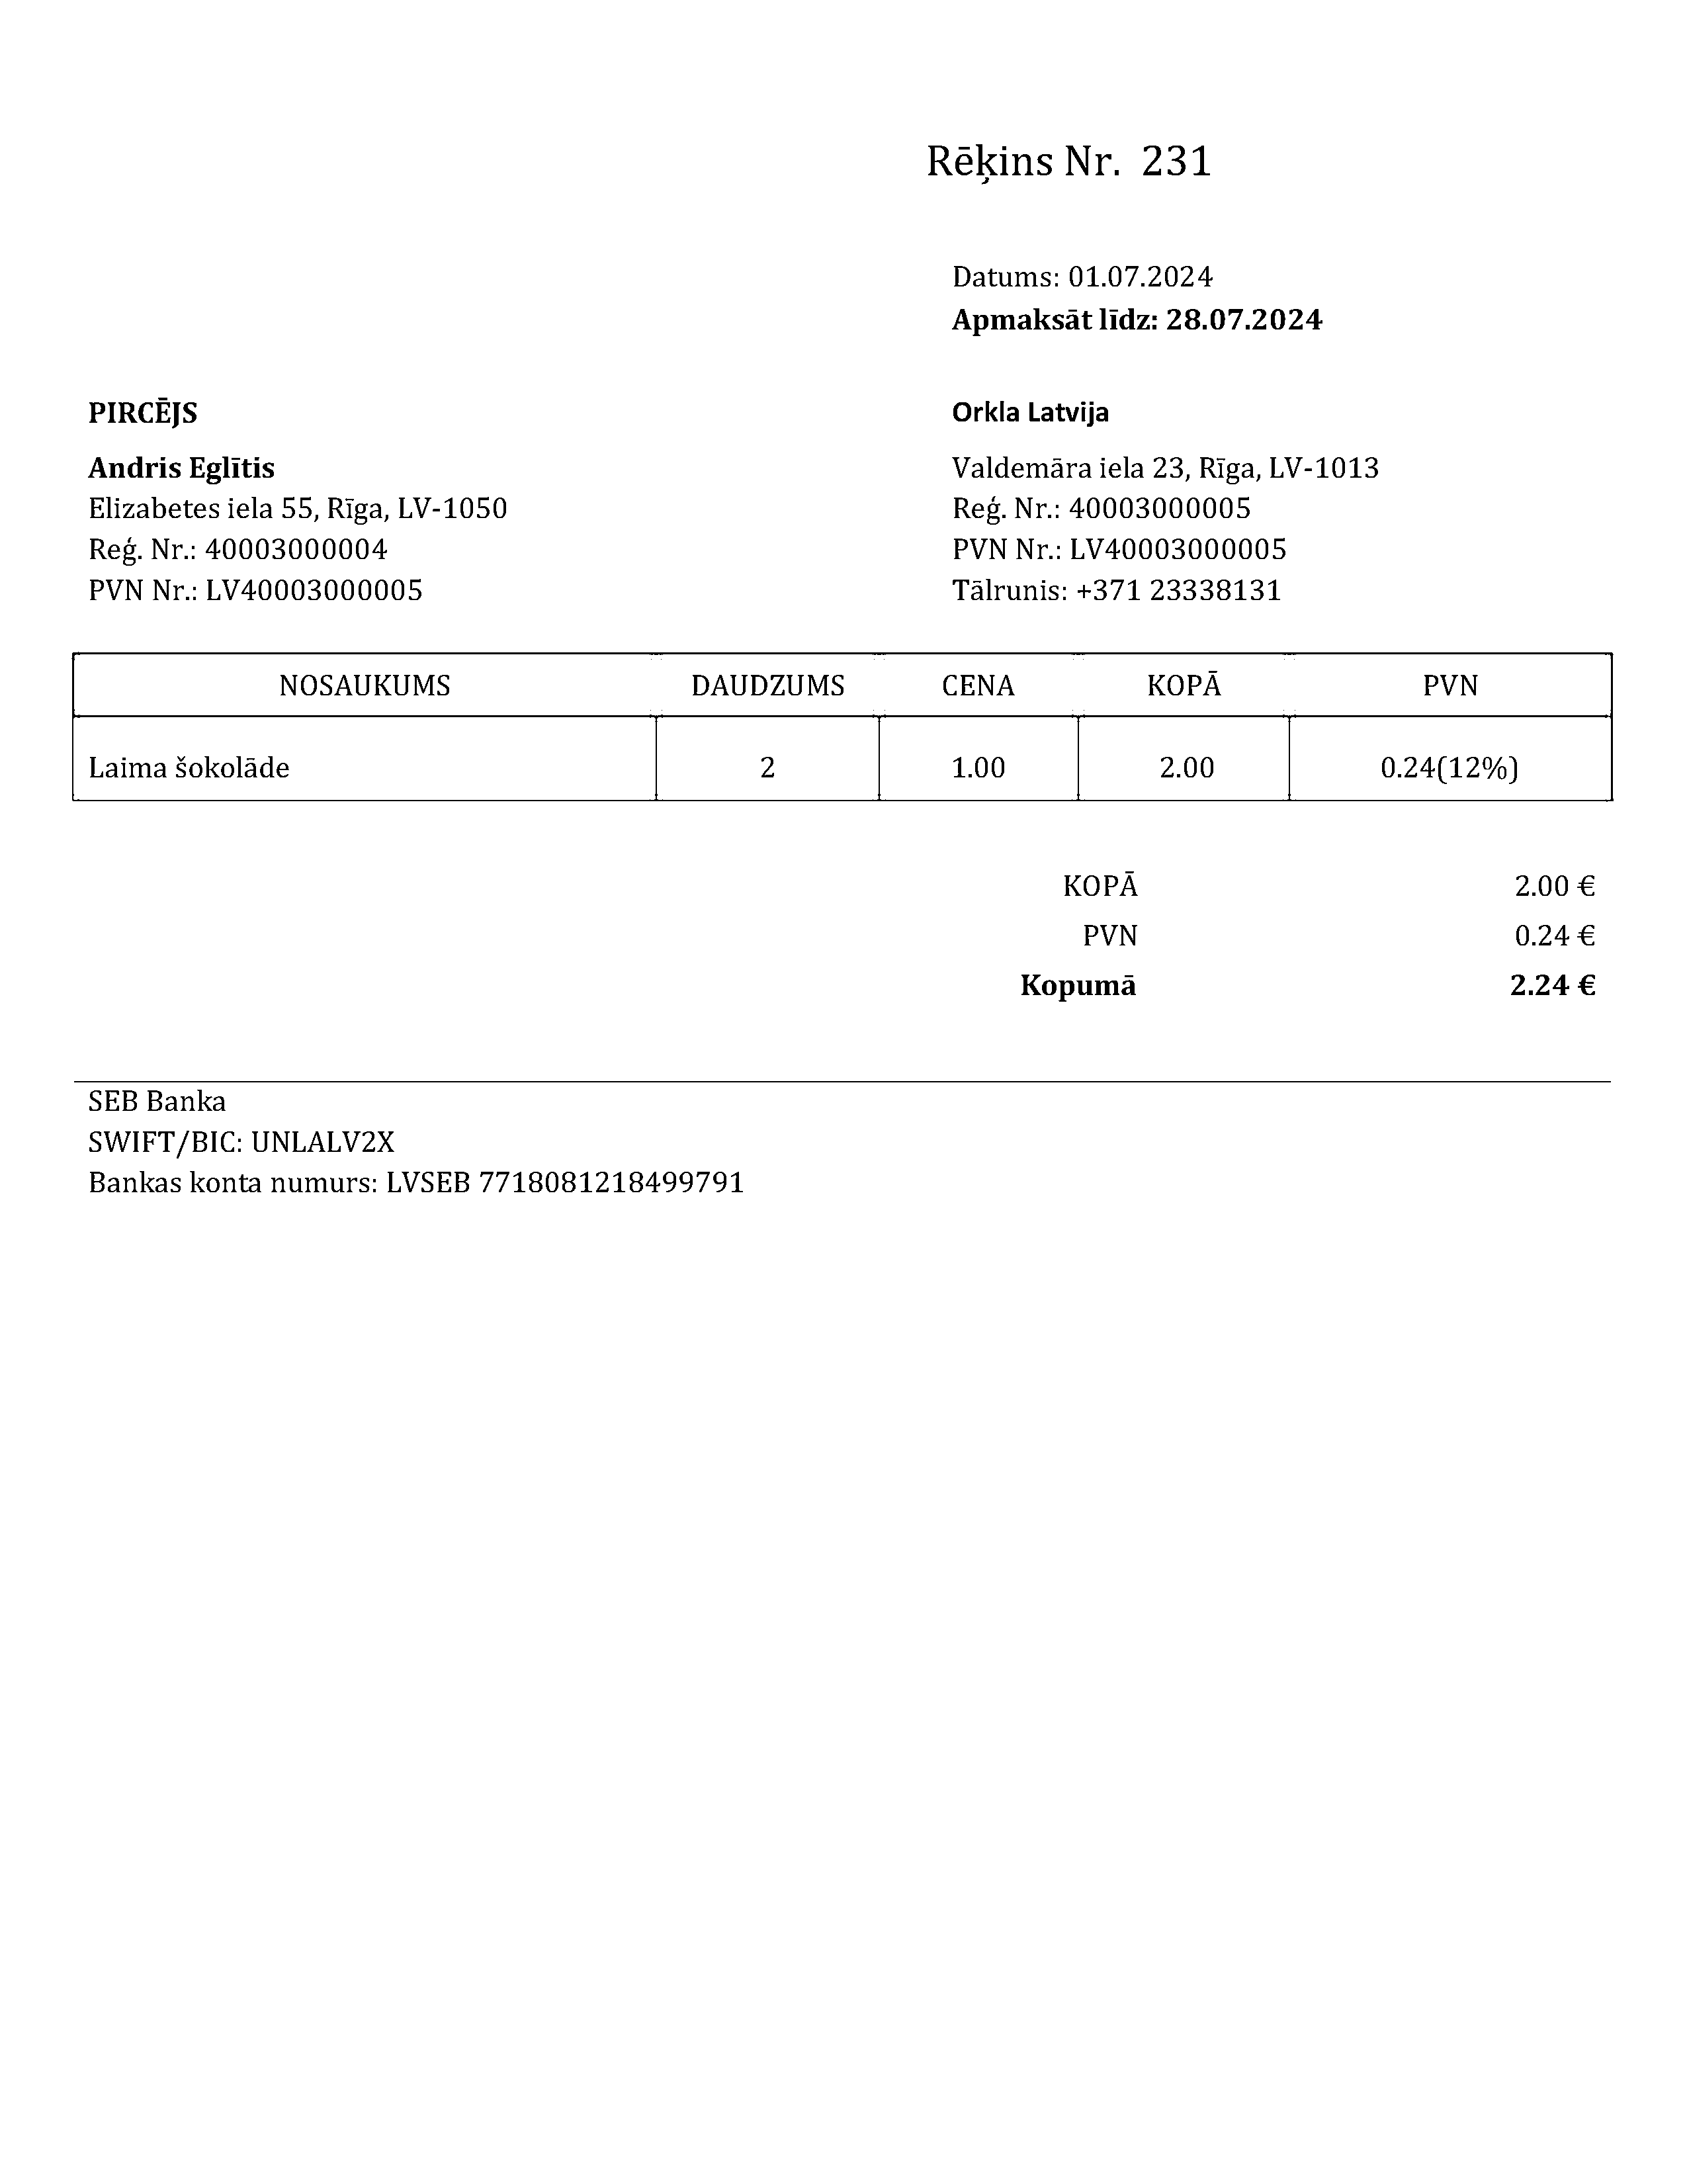 Rēķins Nr. 231
Datums: 01.07.2024
Apmaksāt līdz: 28.07.2024
PIRCĒJS
Andris Eglītis
Elizabetes iela 55, Rīga, LV-1050
Reģ. Nr.: 40003000004
PVN Nr.: LV40003000005
Orkla Latvija
Valdemāra iela 23, Rīga, LV-1013
Reģ. Nr.: 40003000005
PVN Nr.: LV40003000005
Tālrunis: +371 23338131
NOSAUKUMS DAUDZUMS CENA KOPĀ PVN
Laima šokolāde 2 1.00 2.00 0.24(12%)
KOPĀ 2.00 €
PVN 0.24 €
Kopumā 2.24 €
SEB Banka
SWIFT/BIC: UNLALV2X
Bankas konta numurs: LVSEB 7718081218499791